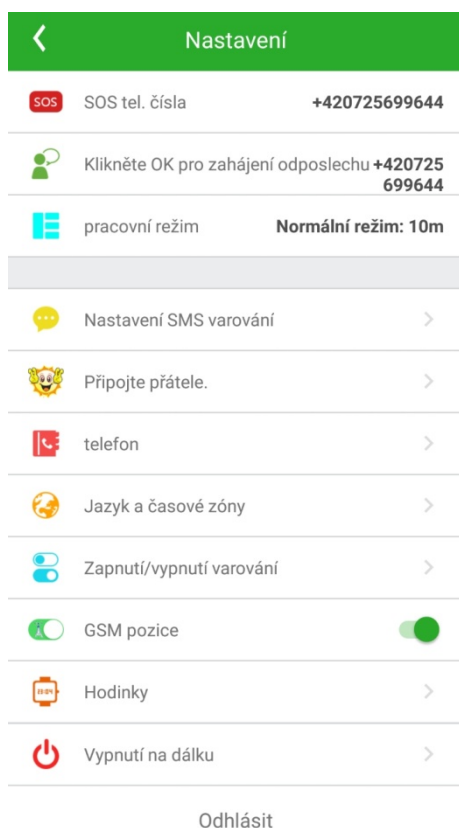 Nastavení
SOS SOS tel. čísla +420725699644
Klikněte OK pro zahájení odposlechu +420725
699644
pracovní režim Normální režim: 10m
Nastavení SMS varování
Připojte přátele.
telefon
Jazyk a časové zóny
Zapnutí/vypnutí varování
GSM pozice
Hodinky
Vypnutí na dálku
Odhlásit